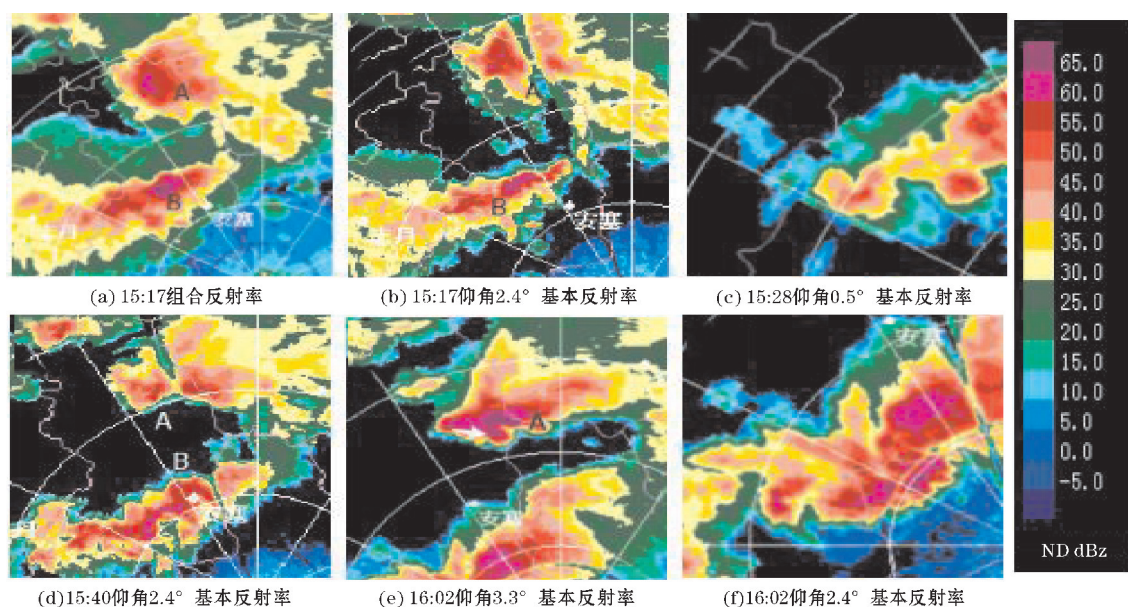 A
B
安塞
(a) 15:17组合反射率
A
B
安塞
(b) 15:17仰角2.4° 基本反射率
(c) 15:28仰角0.5° 基本反射率
A
B
(d)15:40仰角2.4° 基本反射率
A
安塞
(e) 16:02仰角3.3° 基本反射率
安塞
(f)16:02仰角2.4° 基本反射率
65.0
60.0
55.0
50.0
45.0
40.0
35.0
30.0
25.0
20.0
15.0
10.0
5.0
0.0
-5.0
ND dBz